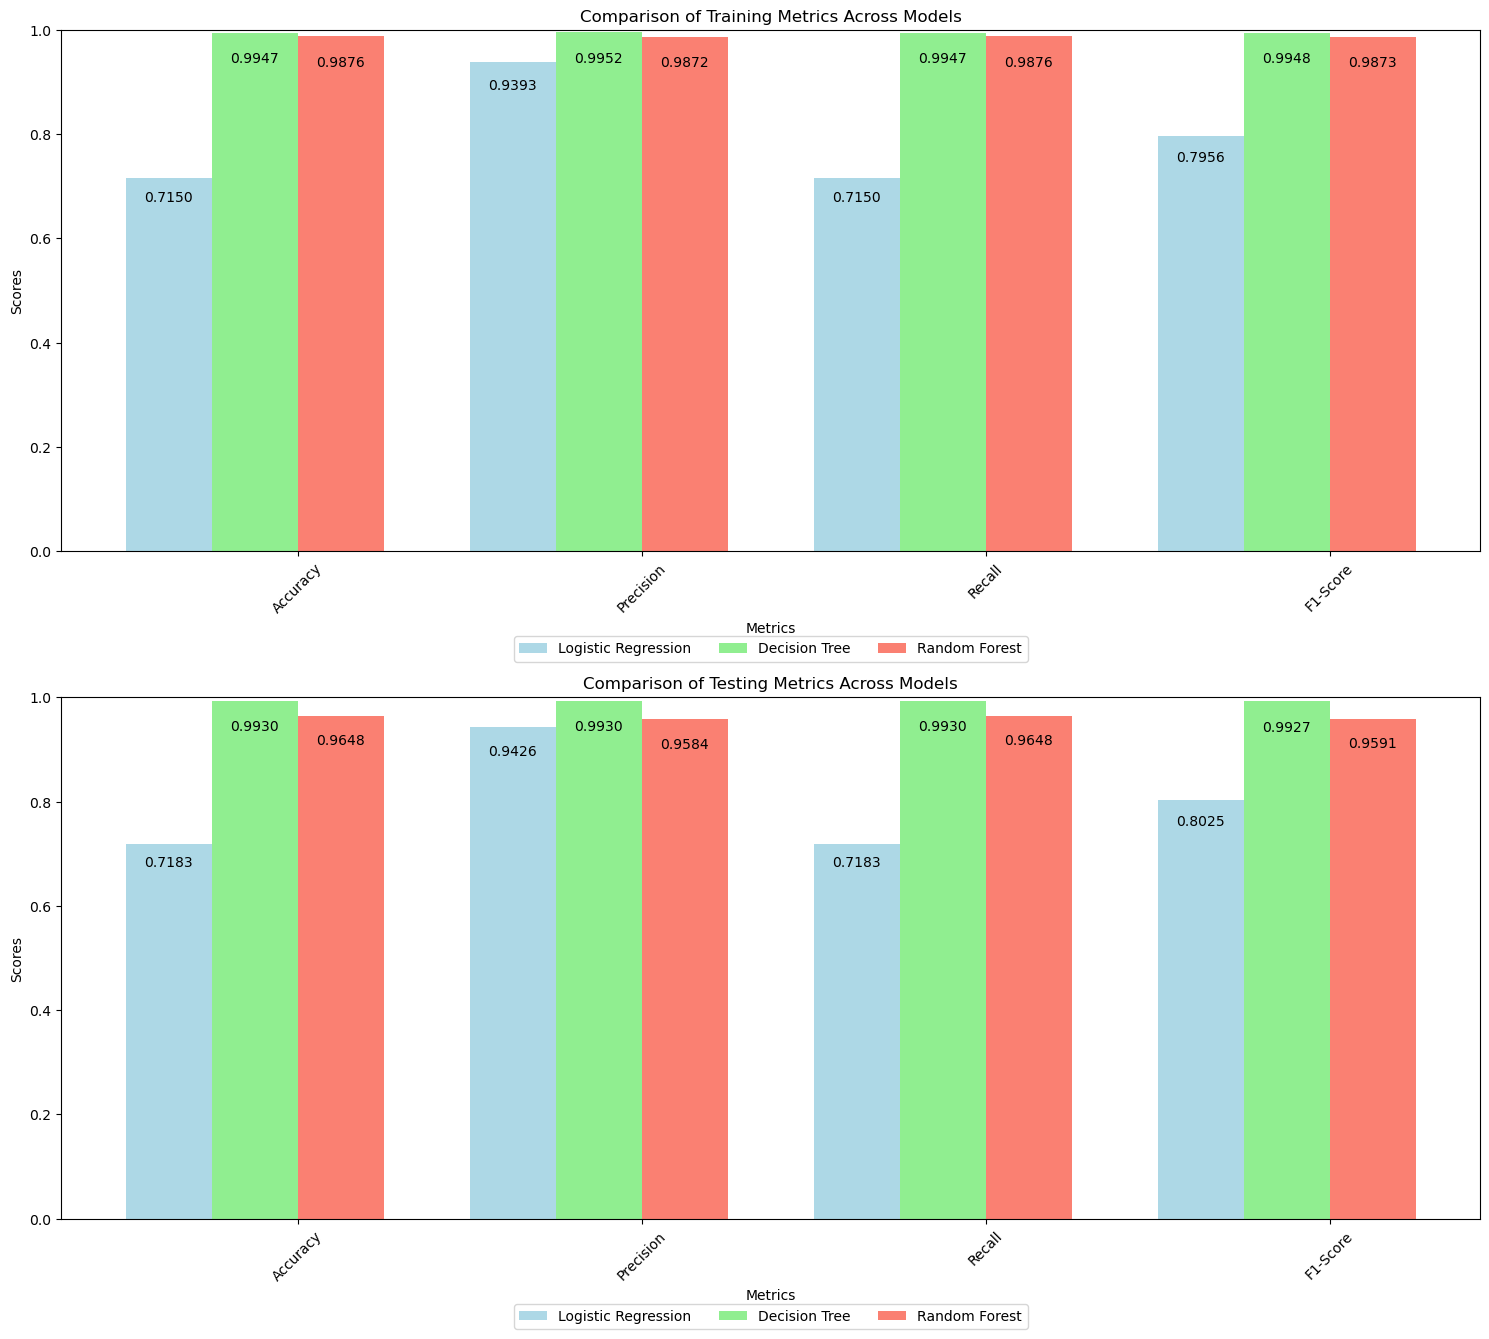 Comparison of Training Metrics Across Models
1.0
0.9947
0.9876
0.9393
0.9952
0.9872
0.9947
0.9876
0.9948
0.9873
0.8
0.7150
0.7150
0.7956
0.6
Scores
0.4
0.2
0.0
Accuracy
Precision
Recall
F1-Score
Metrics
Logistic Regression
Decision Tree
Random Forest
Comparison of Testing Metrics Across Models
1.0
0.9930
0.9648
0.9426
0.9930
0.9584
0.9930
0.9648
0.9927
0.9591
0.8
0.7183
0.7183
0.8025
0.6
Scores
0.4
0.2
0.0
Accuracy
Precision
Recall
F1-Score
Metrics
Logistic Regression
Decision Tree
Random Forest